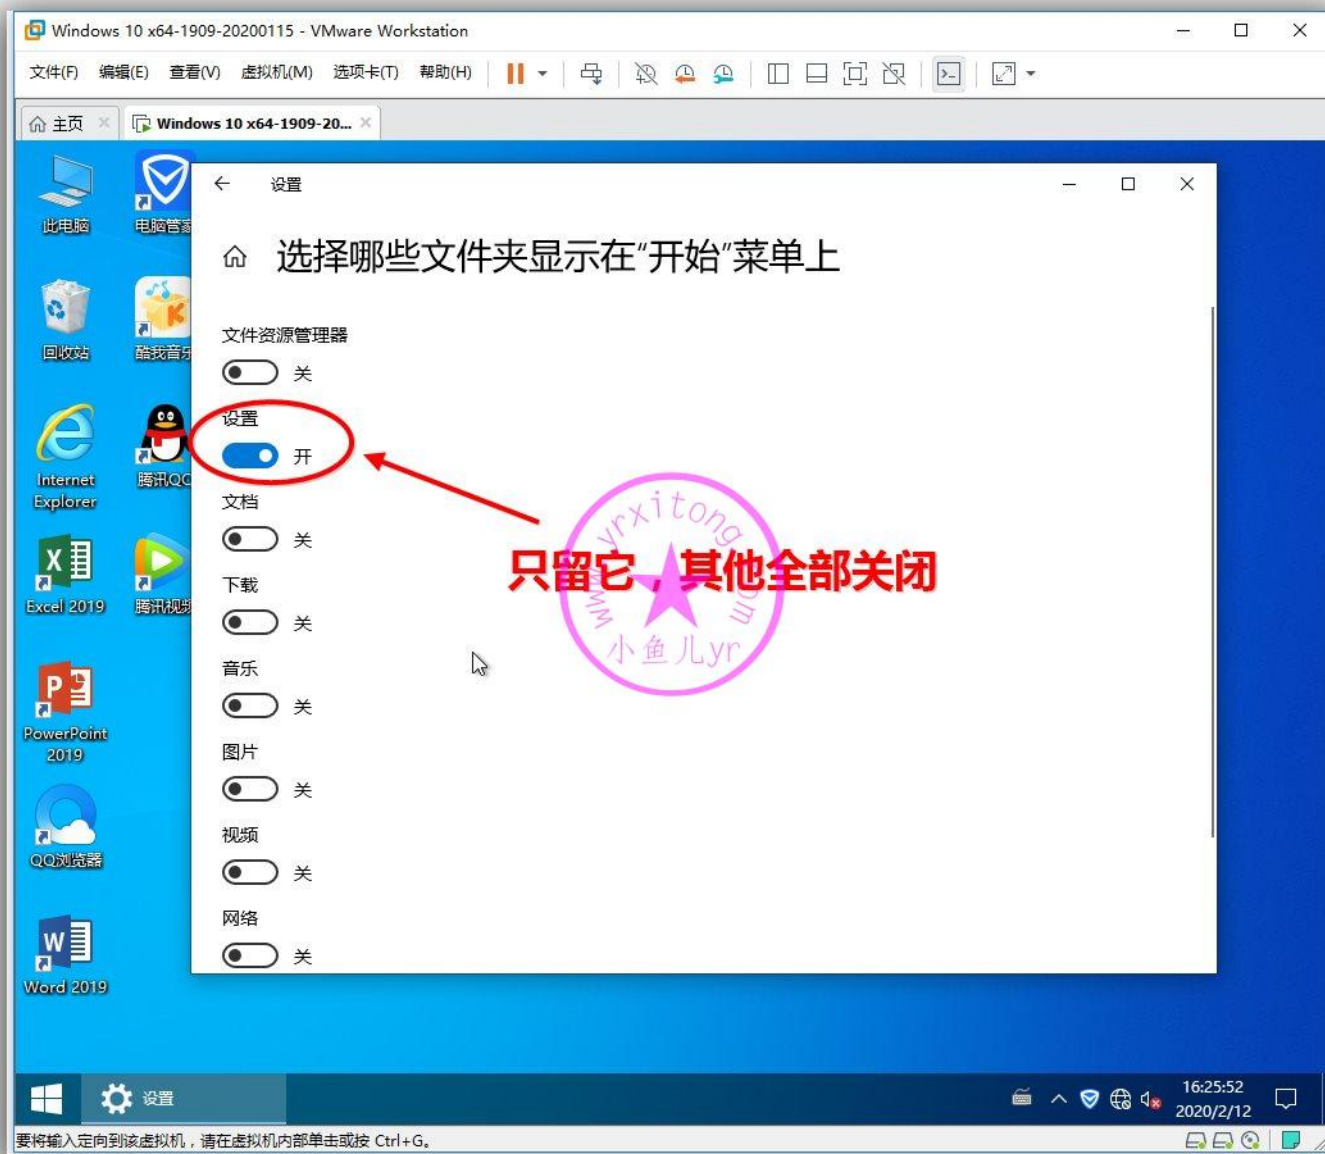 Windows 10 x64-1909-20200115 - VMware Workstation
文件(F) 编辑(E) 查看(V) 虚拟机(M) 选项卡(T) 帮助(H)
主页
Windows 10 x64-1909-20...
此电脑
电脑管家
回收站
酷我音乐
Internet
Explorer
腾讯QQ
Excel 2019
腾讯视频
PowerPoint
2019
QQ浏览器
Word 2019
设置
选择哪些文件夹显示在“开始”菜单上
文件资源管理器
关
设置
开
文档
关
下载
关
音乐
关
图片
关
视频
关
网络
关
只留它，其他全部关闭
www.yrxitong.com
小鱼儿yr
设置
16:25:52
2020/2/12
要将输入定向到该虚拟机，请在虚拟机内部单击或按 Ctrl+G。